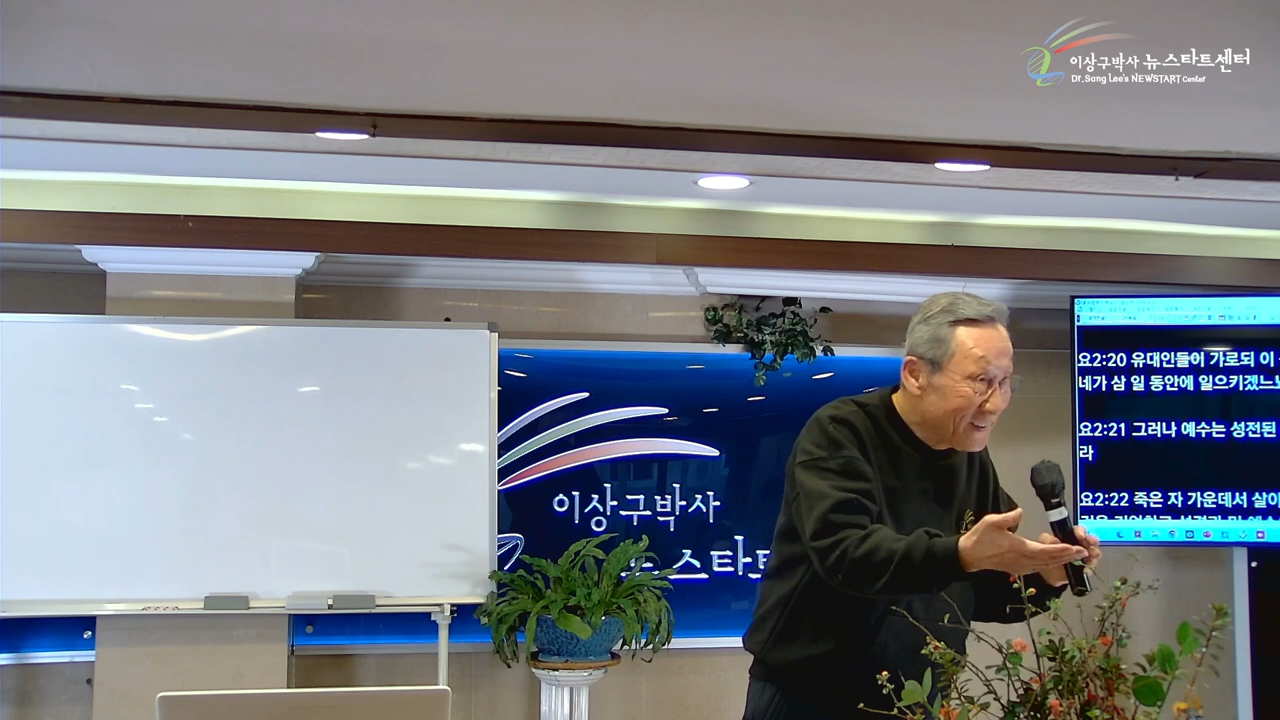 이상구박사 뉴스타트센터
Dr. Sang Lee's NEWSTART Center
이상구박사
스타트
요2:20 유대인들이 가로되 이
네가 삼 일 동안에 일으키겠느
요2:21 그러나 예수는 성전된
라
요2:22 죽은 자 가운데서 살아